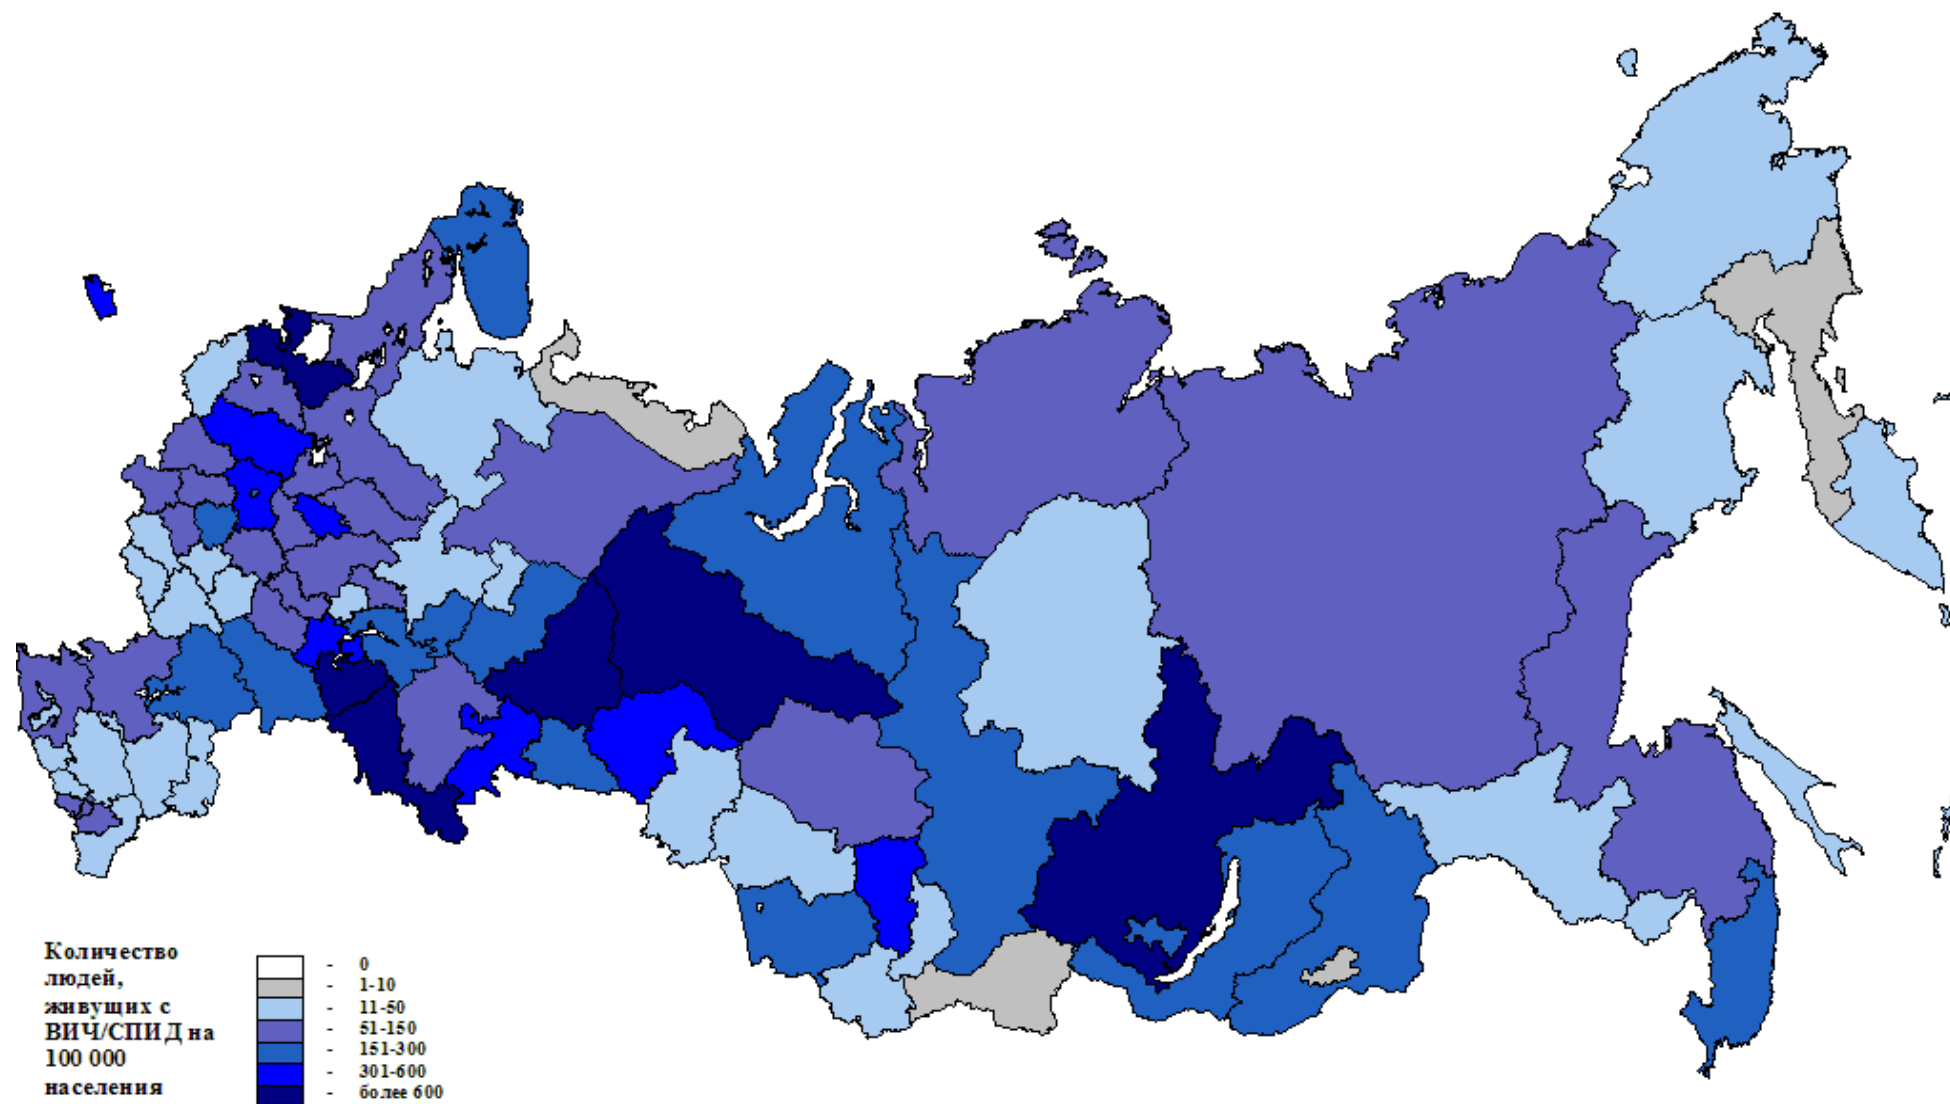 Количество
людей,
живущих с
ВИЧ/СПИД на
100 000
населения
- 0
- 1-10
- 11-50
- 51-150
- 151-300
- 301-600
- более 600